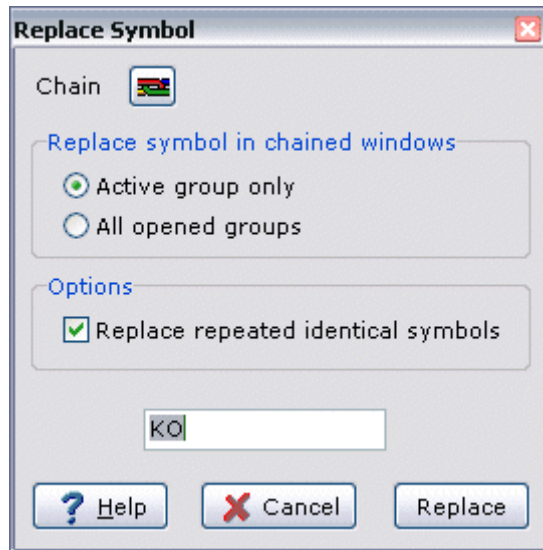 Replace Symbol
Chain
Replace symbol in chained windows
Active group only
All opened groups
Options
Replace repeated identical symbols
KO
? Help Cancel Replace